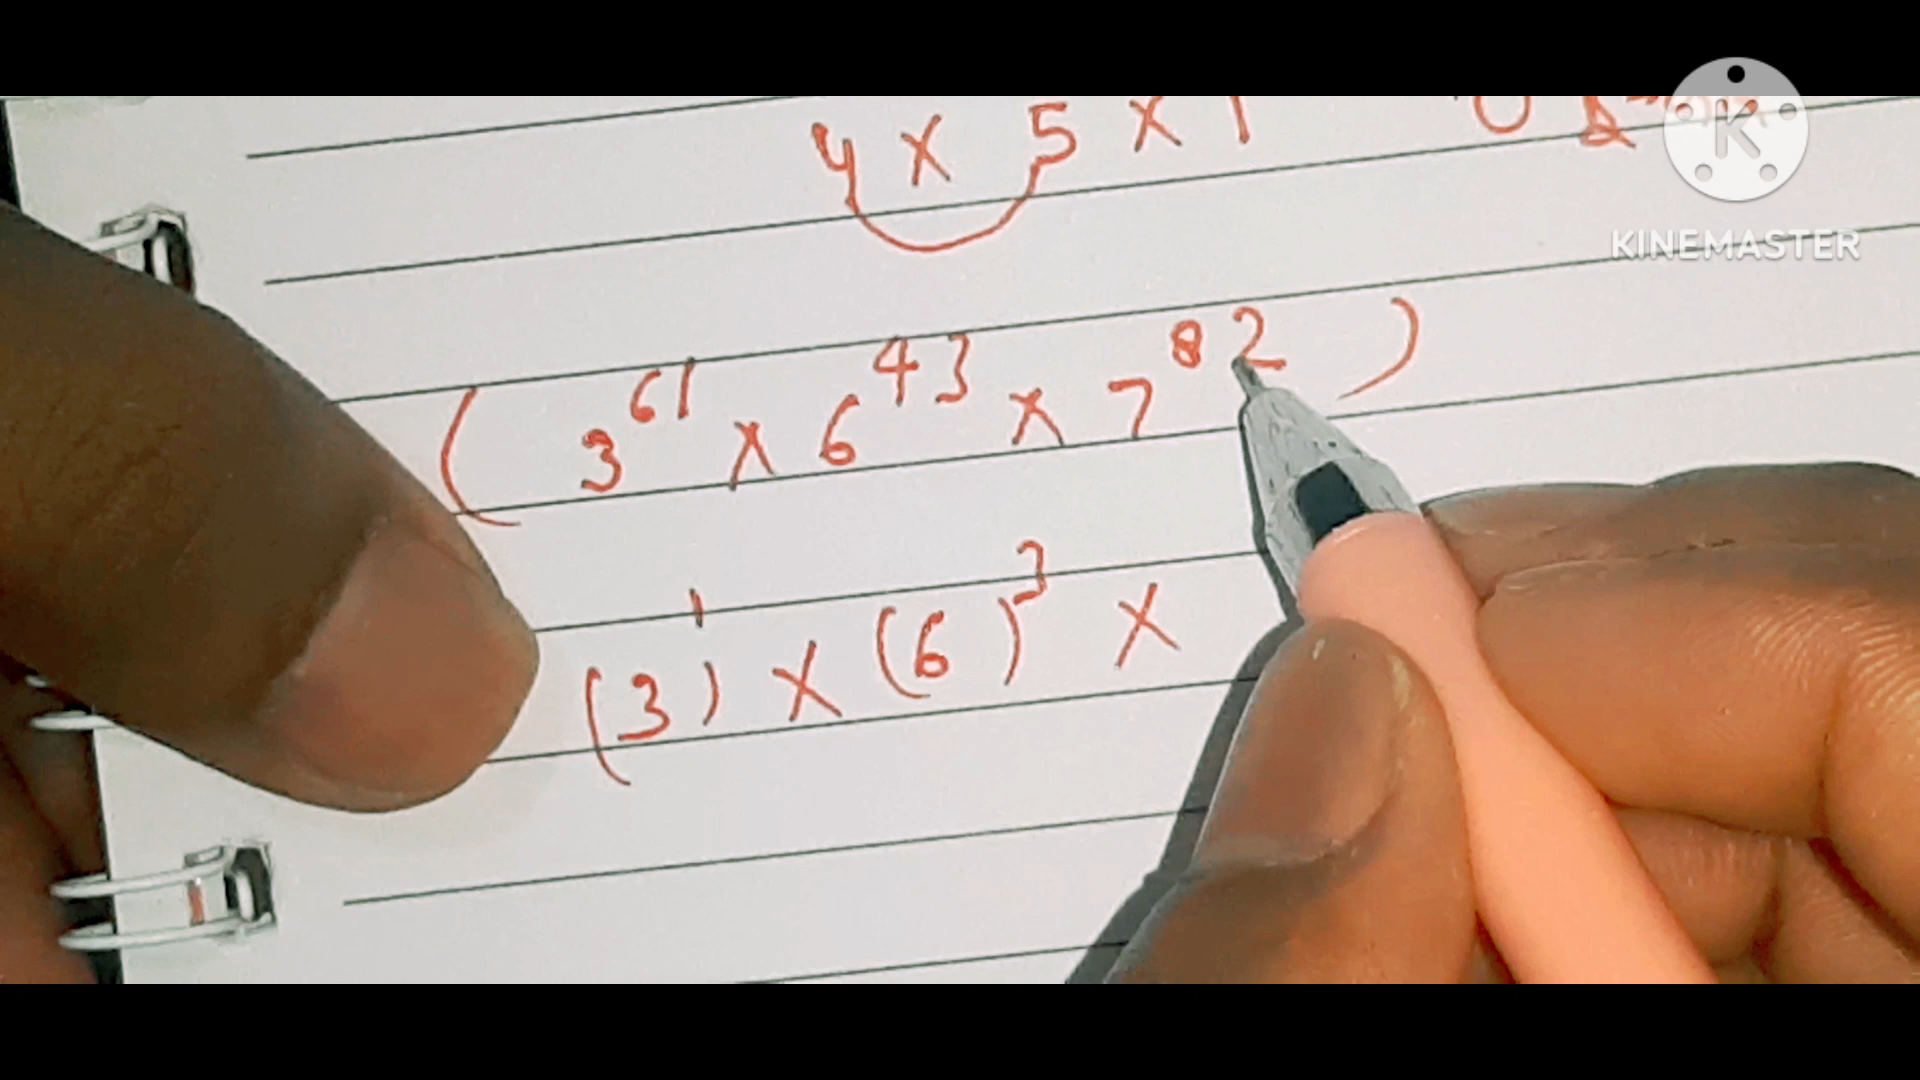 4 × 5 × 1
( 3^61 × 6^43 × 7^82 )
(3)^1 × (6)^3 ×
K
KINEMASTER